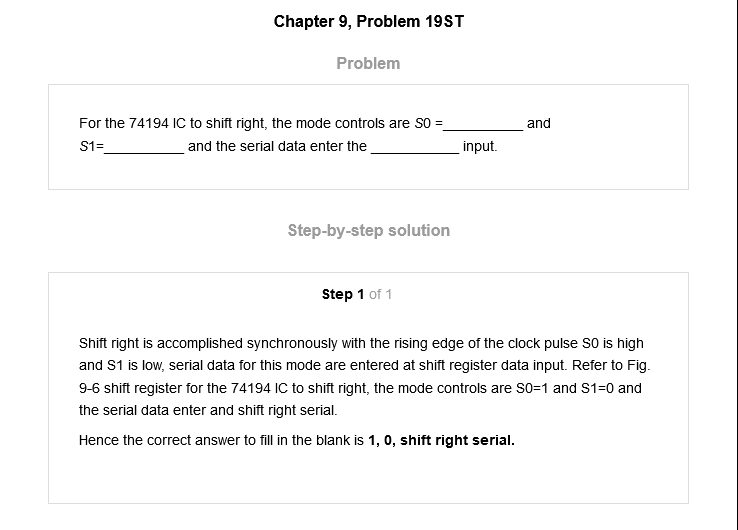 Chapter 9, Problem 19ST
Problem
For the 74194 IC to shift right, the mode controls are S0 =__________ and
S1=__________ and the serial data enter the ___________ input.
Step-by-step solution
Step 1 of 1
Shift right is accomplished synchronously with the rising edge of the clock pulse S0 is high
and S1 is low, serial data for this mode are entered at shift register data input. Refer to Fig.
9-6 shift register for the 74194 IC to shift right, the mode controls are S0=1 and S1=0 and
the serial data enter and shift right serial.
Hence the correct answer to fill in the blank is 1, 0, shift right serial.